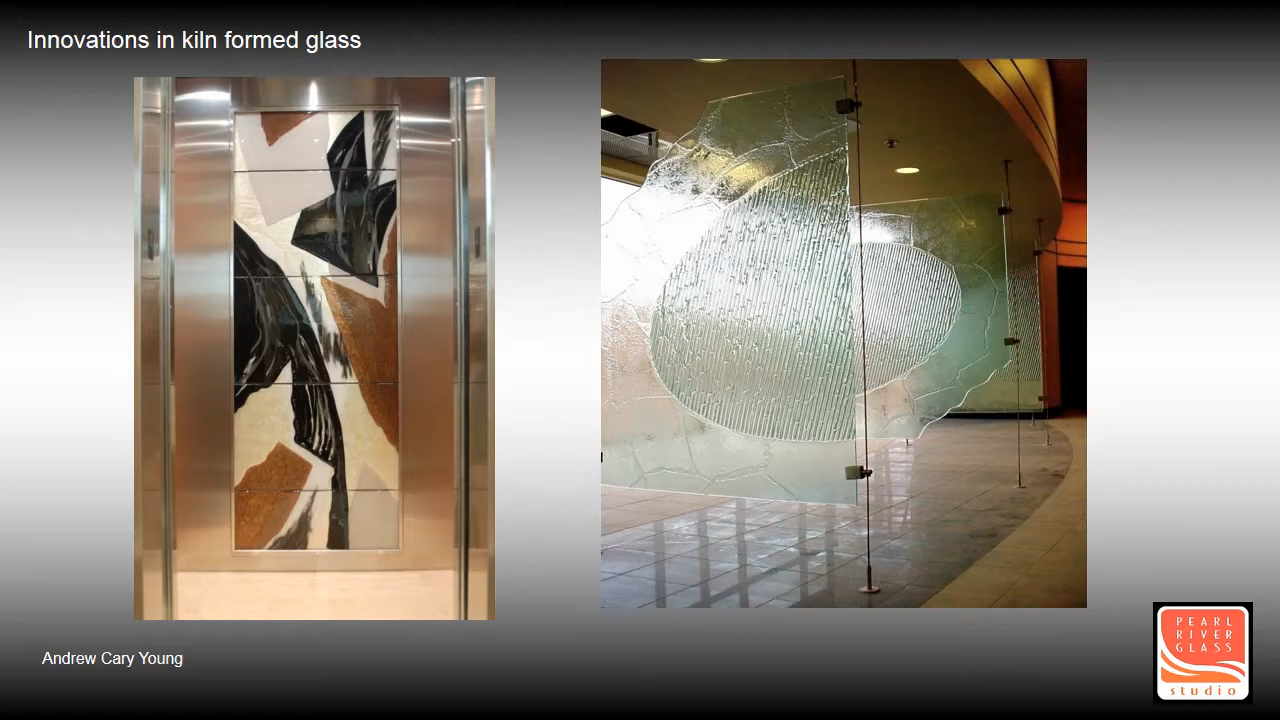 Innovations in kiln formed glass
Andrew Cary Young
PEARL
RIVER
GLASS
studio